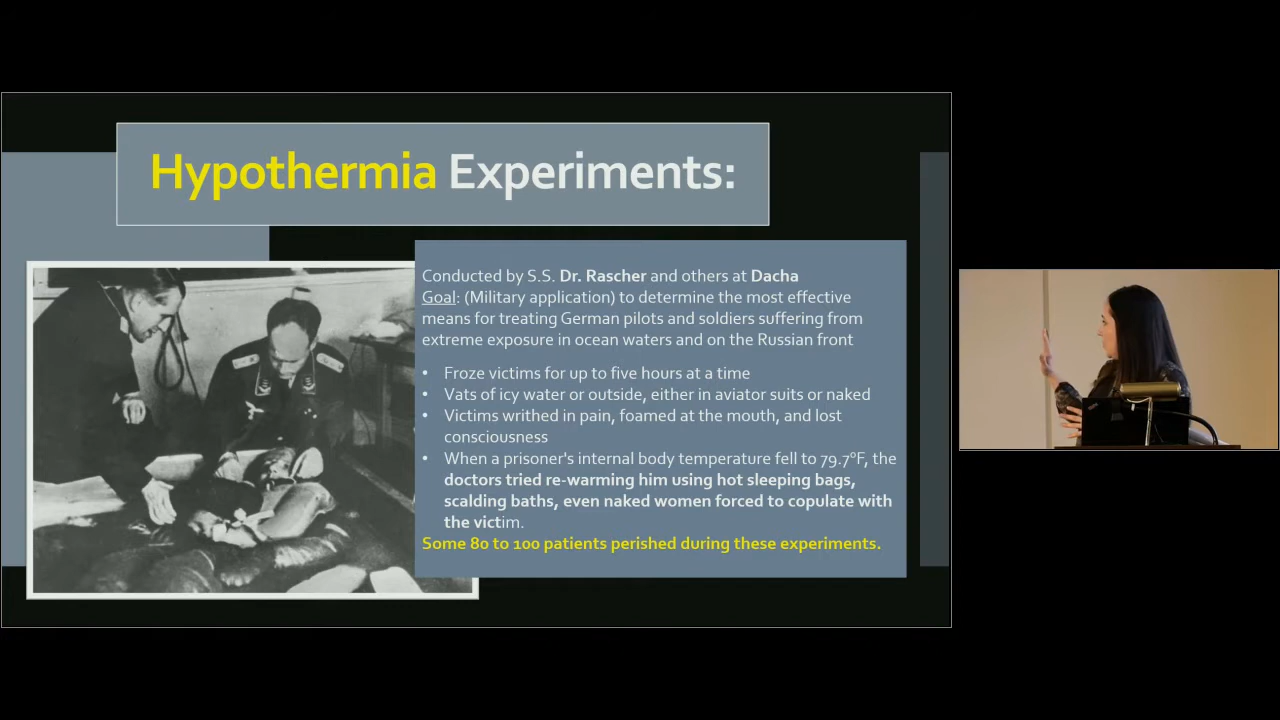 Hypothermia Experiments:
Conducted by S.S. Dr. Rascher and others at Dacha
Goal: (Military application) to determine the most effective
means for treating German pilots and soldiers suffering from
extreme exposure in ocean waters and on the Russian front
• Froze victims for up to five hours at a time
• Vats of icy water or outside, either in aviator suits or naked
• Victims writhed in pain, foamed at the mouth, and lost
consciousness
• When a prisoner's internal body temperature fell to 79.7°F, the
doctors tried re-warming him using hot sleeping bags,
scalding baths, even naked women forced to copulate with
the victim.
Some 80 to 100 patients perished during these experiments.